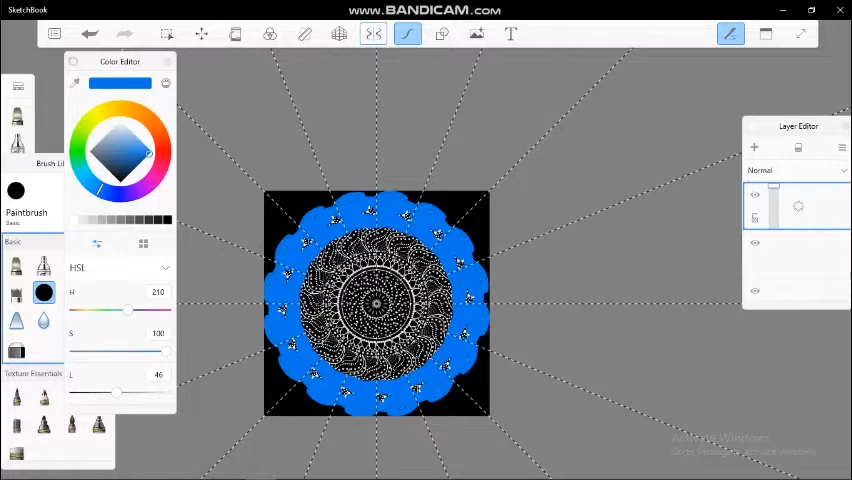 SketchBook
www.BANDICAM.com
T
Color Editor
Layer Editor
Brush Li
Normal
Paintbrush
Basic
Basic
HSL
H
210
S
100
L
46
Texture Essentials
Activate Windows
Go to Settings to activate Windows.